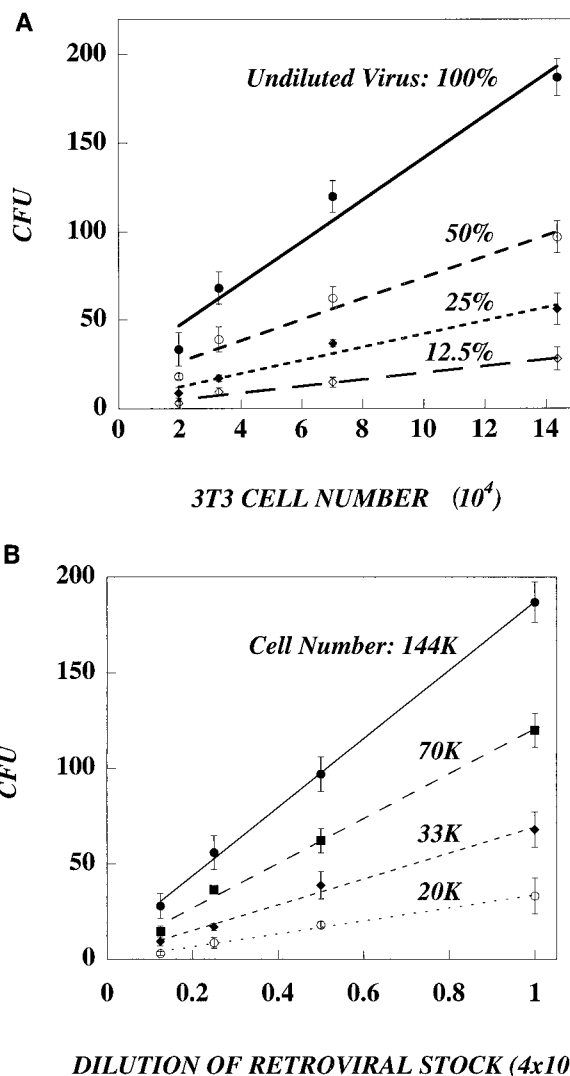 A
200
150
100
50
0
CFU
Undiluted Virus: 100%
50%
25%
12.5%
0 2 4 6 8 10 12 14
3T3 CELL NUMBER (10⁴)
B
200
150
100
50
0
CFU
Cell Number: 144K
70K
33K
20K
0 0.2 0.4 0.6 0.8 1
DILUTION OF RETROVIRAL STOCK (4x10